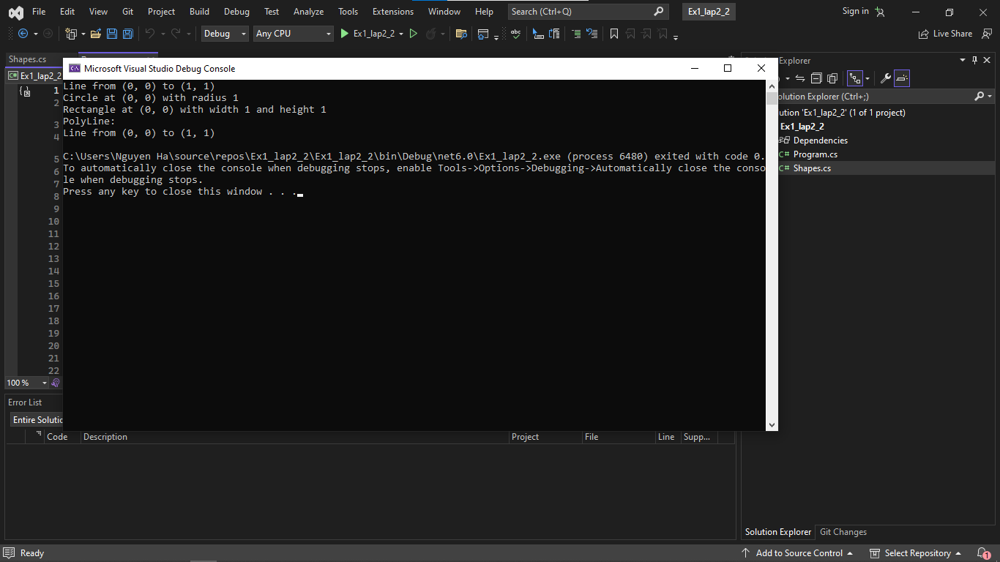 File Edit View Git Project Build Debug Test Analyze Tools Extensions Window Help Search (Ctrl+Q) Ex1_lap2_2 Sign in
Debug Any CPU Ex1_lap2_2 Live Share
Shapes.cs
Explorer
Microsoft Visual Studio Debug Console
C# Ex1_lap2_2
Line from (0, 0) to (1, 1)
Circle at (0, 0) with radius 1
Rectangle at (0, 0) with width 1 and height 1
PolyLine:
Line from (0, 0) to (1, 1)
C:\Users\Nguyen Ha\source\repos\Ex1_lap2_2\Ex1_lap2_2\bin\Debug\net6.0\Ex1_lap2_2.exe (process 6480) exited with code 0.
To automatically close the console when debugging stops, enable Tools->Options->Debugging->Automatically close the conso
le when debugging stops.
Press any key to close this window . . .
1
2
3
4
5
6
7
8
9
10
11
12
13
14
15
16
17
18
19
20
21
22
olution Explorer (Ctrl+;)
ution 'Ex1_lap2_2' (1 of 1 project)
Ex1_lap2_2
Dependencies
C# Program.cs
C# Shapes.cs
100 %
Error List
Entire Solutio
Code Description Project File Line Supp...
Solution Explorer Git Changes
Ready Add to Source Control Select Repository 1